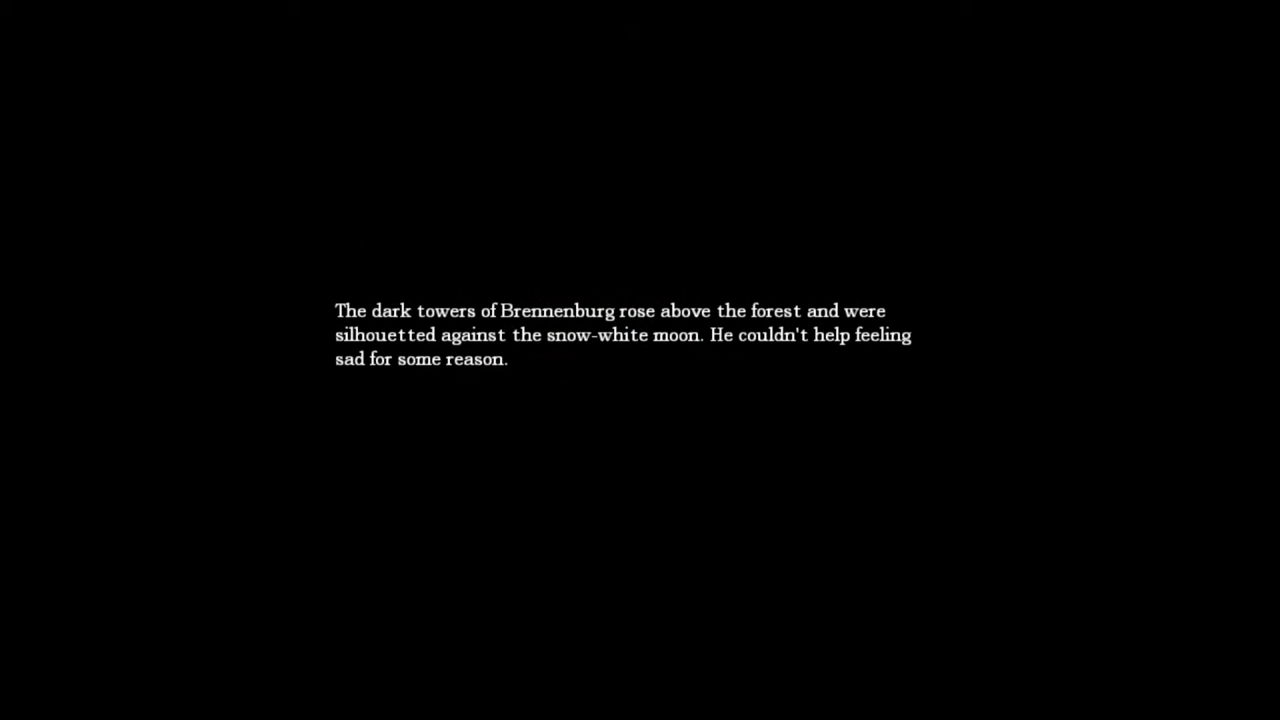 The dark towers of Brennenburg rose above the forest and were
silhouetted against the snow-white moon. He couldn't help feeling
sad for some reason.